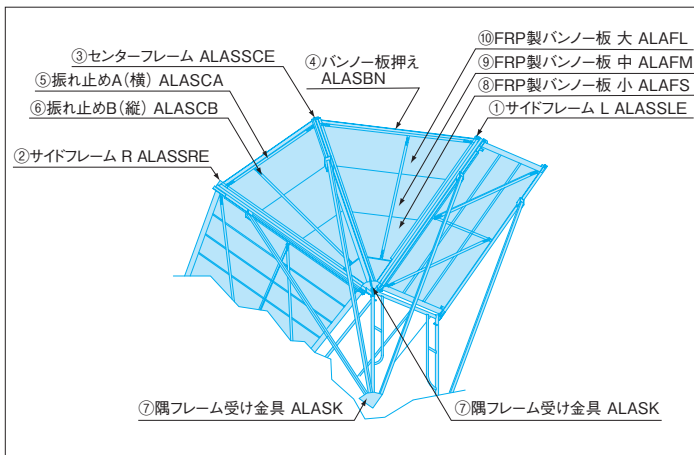 ③センターフレーム ALASSCE
⑤振れ止めA(横) ALASCA
⑥振れ止めB(縦) ALASCB
②サイドフレーム R ALASSRE
④バンノー板押え
ALASBN
⑩FRP製バンノー板 大 ALAFL
⑨FRP製バンノー板 中 ALAFM
⑧FRP製バンノー板 小 ALAFS
①サイドフレーム L ALASSLE
⑦隅フレーム受け金具 ALASK
⑦隅フレーム受け金具 ALASK